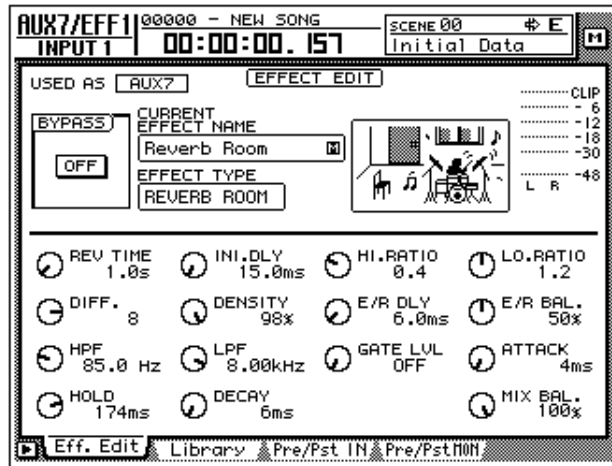 AUX7/EFF1 00000 - NEW SONG SCENE 00 E M
INPUT 1 00:00:00. 157 Initial Data
USED AS AUX7 EFFECT EDIT
BYPASS OFF
CURRENT
EFFECT NAME
Reverb Room M
EFFECT TYPE
REVERB ROOM
CLIP
- 6
-12
-18
-30
-48
L R
REV TIME 1.0s INI.DLY 15.0ms HI.RATIO 0.4 LO.RATIO 1.2
DIFF. 8 DENSITY 98% E/R DLY 6.0ms E/R BAL. 50%
HPF 85.0 Hz LPF 8.00kHz GATE LVL OFF ATTACK 4ms
HOLD 174ms DECAY 6ms MIX BAL. 100%
Eff. Edit Library Pre/Pst IN Pre/PstMON